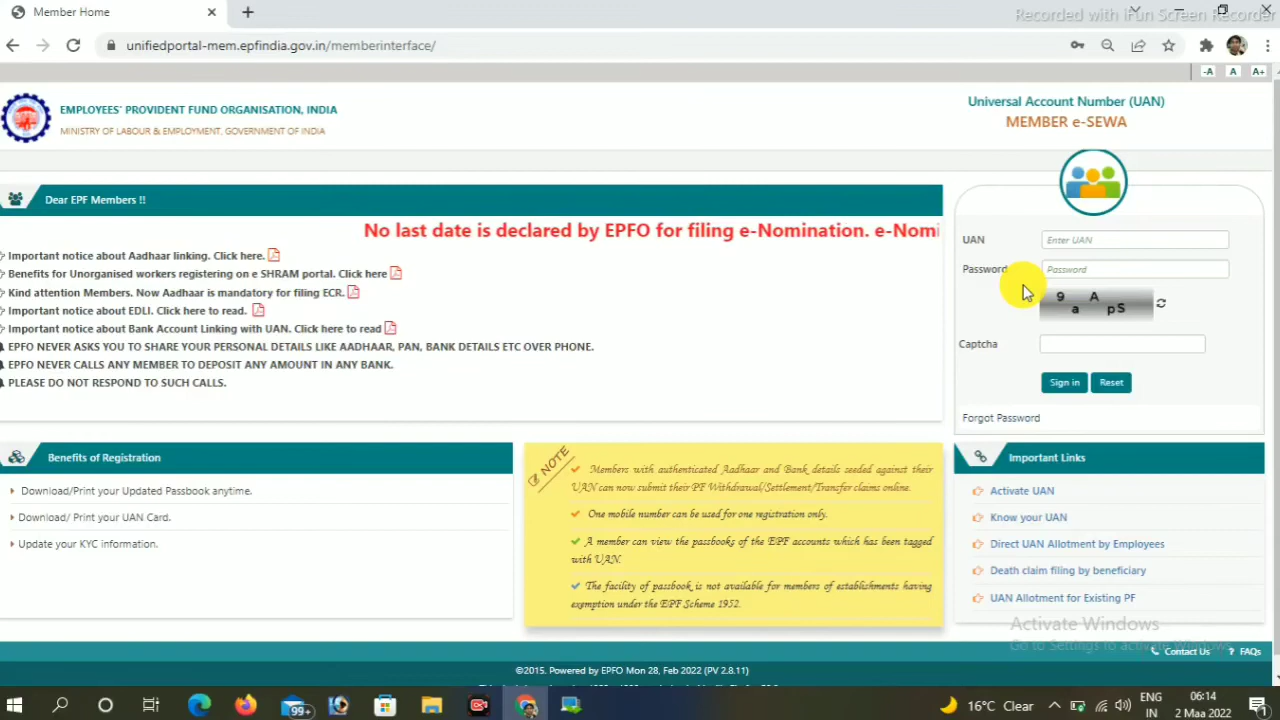 Member Home
Recorded with iFun Screen Recorder
unifiedportal-mem.epfindia.gov.in/memberinterface/
-A A A+
EMPLOYEES' PROVIDENT FUND ORGANISATION, INDIA
MINISTRY OF LABOUR & EMPLOYMENT, GOVERNMENT OF INDIA
Universal Account Number (UAN)
MEMBER e-SEWA
Dear EPF Members !!
No last date is declared by EPFO for filing e-Nomination. e-Nomi
Important notice about Aadhaar linking. Click here.
Benefits for Unorganised workers registering on e SHRAM portal. Click here
Kind attention Members. Now Aadhaar is mandatory for filing ECR.
Important notice about EDLI. Click here to read.
Important notice about Bank Account Linking with UAN. Click here to read
EPFO NEVER ASKS YOU TO SHARE YOUR PERSONAL DETAILS LIKE AADHAAR, PAN, BANK DETAILS ETC OVER PHONE.
EPFO NEVER CALLS ANY MEMBER TO DEPOSIT ANY AMOUNT IN ANY BANK.
PLEASE DO NOT RESPOND TO SUCH CALLS.
UAN Enter UAN
Password Password
9 a A pS
Captcha
Sign in Reset
Forgot Password
Benefits of Registration
Download/Print your Updated Passbook anytime.
Download/ Print your UAN Card.
Update your KYC information.
NOTE
Members with authenticated Aadhaar and Bank details seeded against their
UAN can now submit their PF Withdrawal/Settlement/Transfer claims online.
One mobile number can be used for one registration only.
A member can view the passbooks of the EPF accounts which has been tagged
with UAN.
The facility of passbook is not available for members of establishments having
exemption under the EPF Scheme 1952.
Important Links
Activate UAN
Know your UAN
Direct UAN Allotment by Employees
Death claim filing by beneficiary
UAN Allotment for Existing PF
Activate Windows
Go to Settings to activate Windows.
Contact Us ? FAQs
©2015. Powered by EPFO Mon 28, Feb 2022 (PV 2.8.11)
99+
16°C Clear
ENG
IN
06:14
2 Maa 2022
1